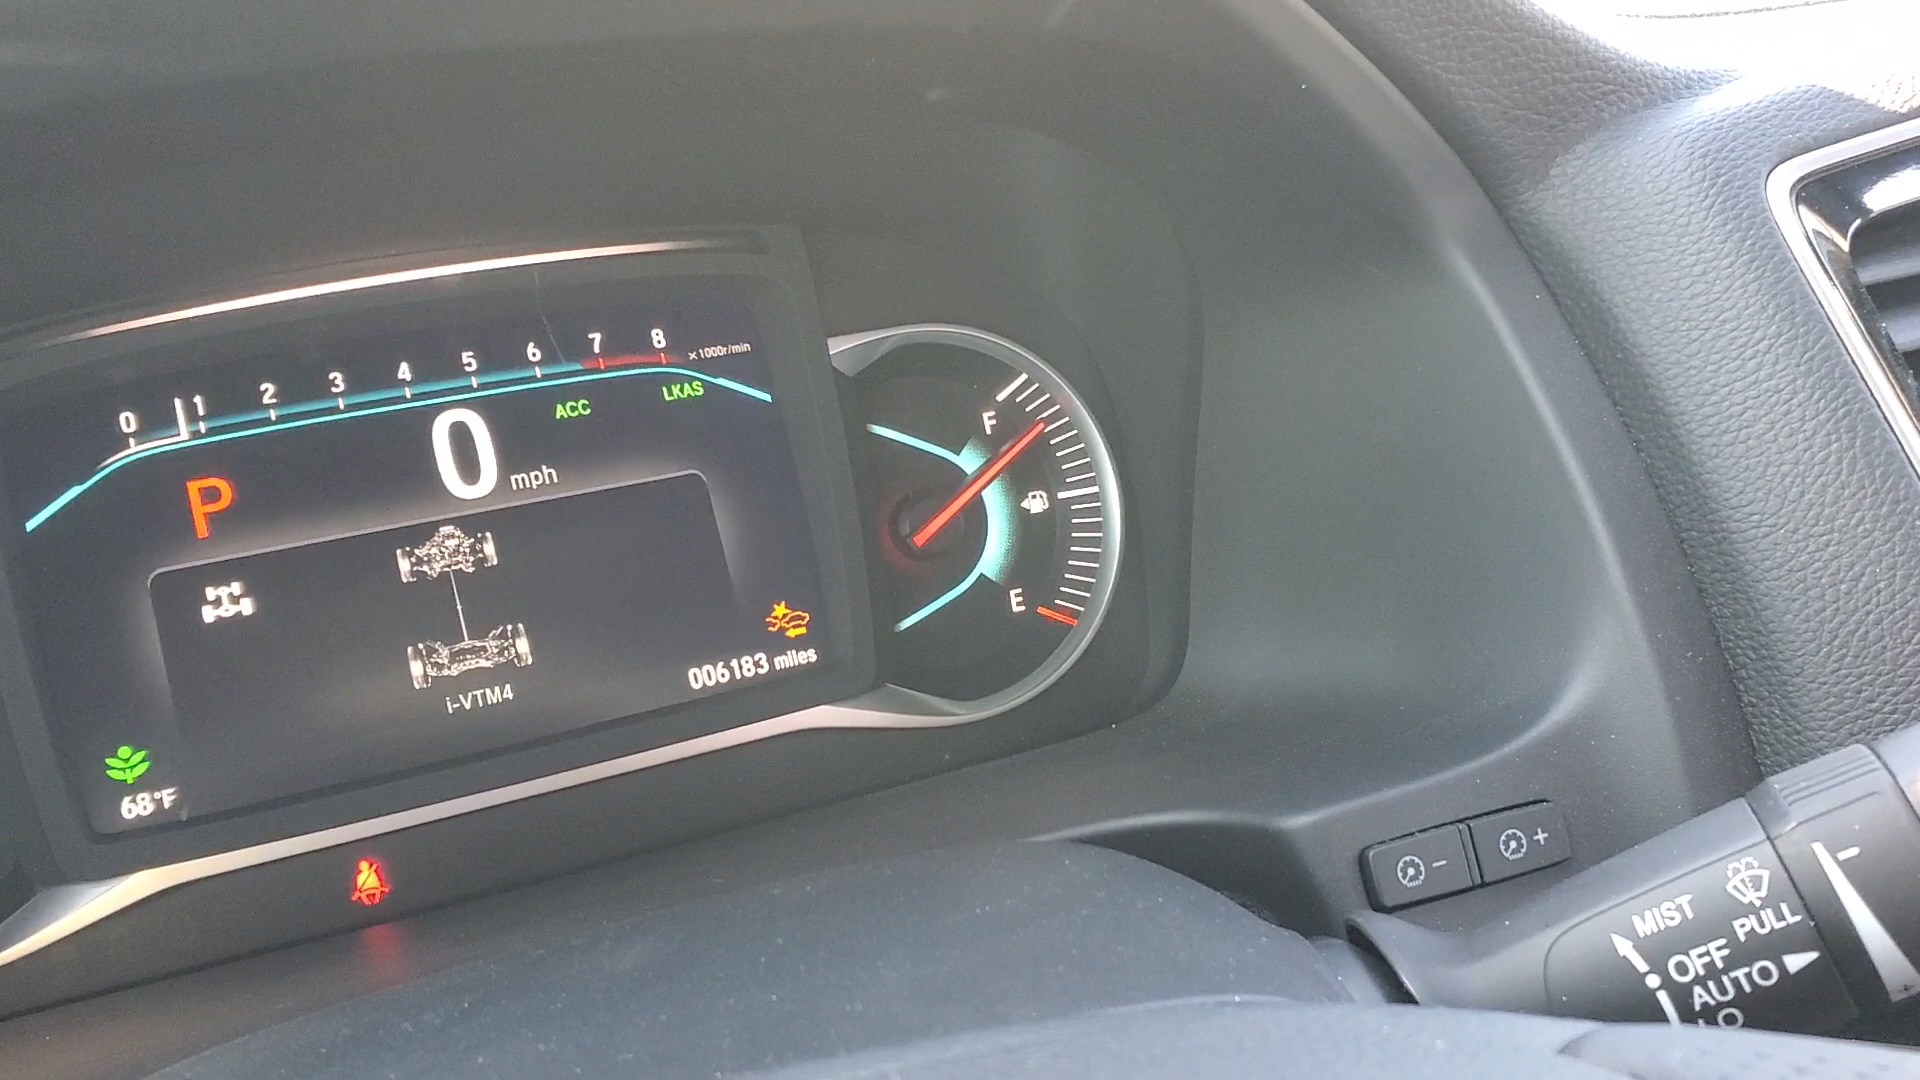 0 1 2 3 4 5 6 7 8 ×1000r/min
ACC LKAS
P 0 mph
F
E
i-VTM4
006183 miles
68°F
- +
MIST
PULL
OFF
AUTO
LO